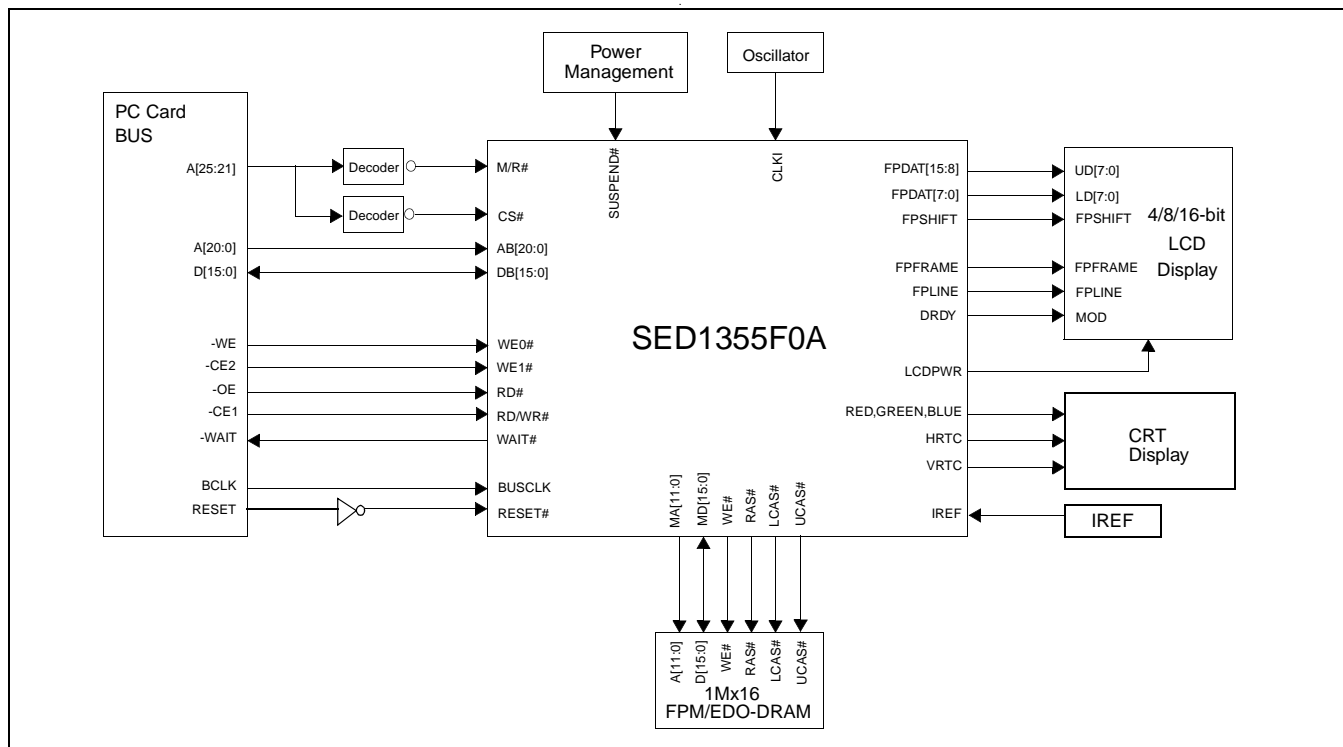 Power
Management
Oscillator
PC Card
BUS
A[25:21]
Decoder
M/R#
Decoder
CS#
A[20:0]
AB[20:0]
D[15:0]
DB[15:0]
-WE
WE0#
-CE2
WE1#
-OE
RD#
-CE1
RD/WR#
-WAIT
WAIT#
BCLK
BUSCLK
RESET
RESET#
SUSPEND#
CLKI
SED1355F0A
FPDAT[15:8]
UD[7:0]
FPDAT[7:0]
LD[7:0]
FPSHIFT
FPSHIFT
4/8/16-bit
LCD
Display
FPFRAME
FPFRAME
FPLINE
FPLINE
DRDY
MOD
LCDPWR
RED,GREEN,BLUE
HRTC
VRTC
CRT
Display
IREF
IREF
MA[11:0]
MD[15:0]
WE#
RAS#
LCAS#
UCAS#
A[11:0]
D[15:0]
WE#
RAS#
LCAS#
UCAS#
1Mx16
FPM/EDO-DRAM